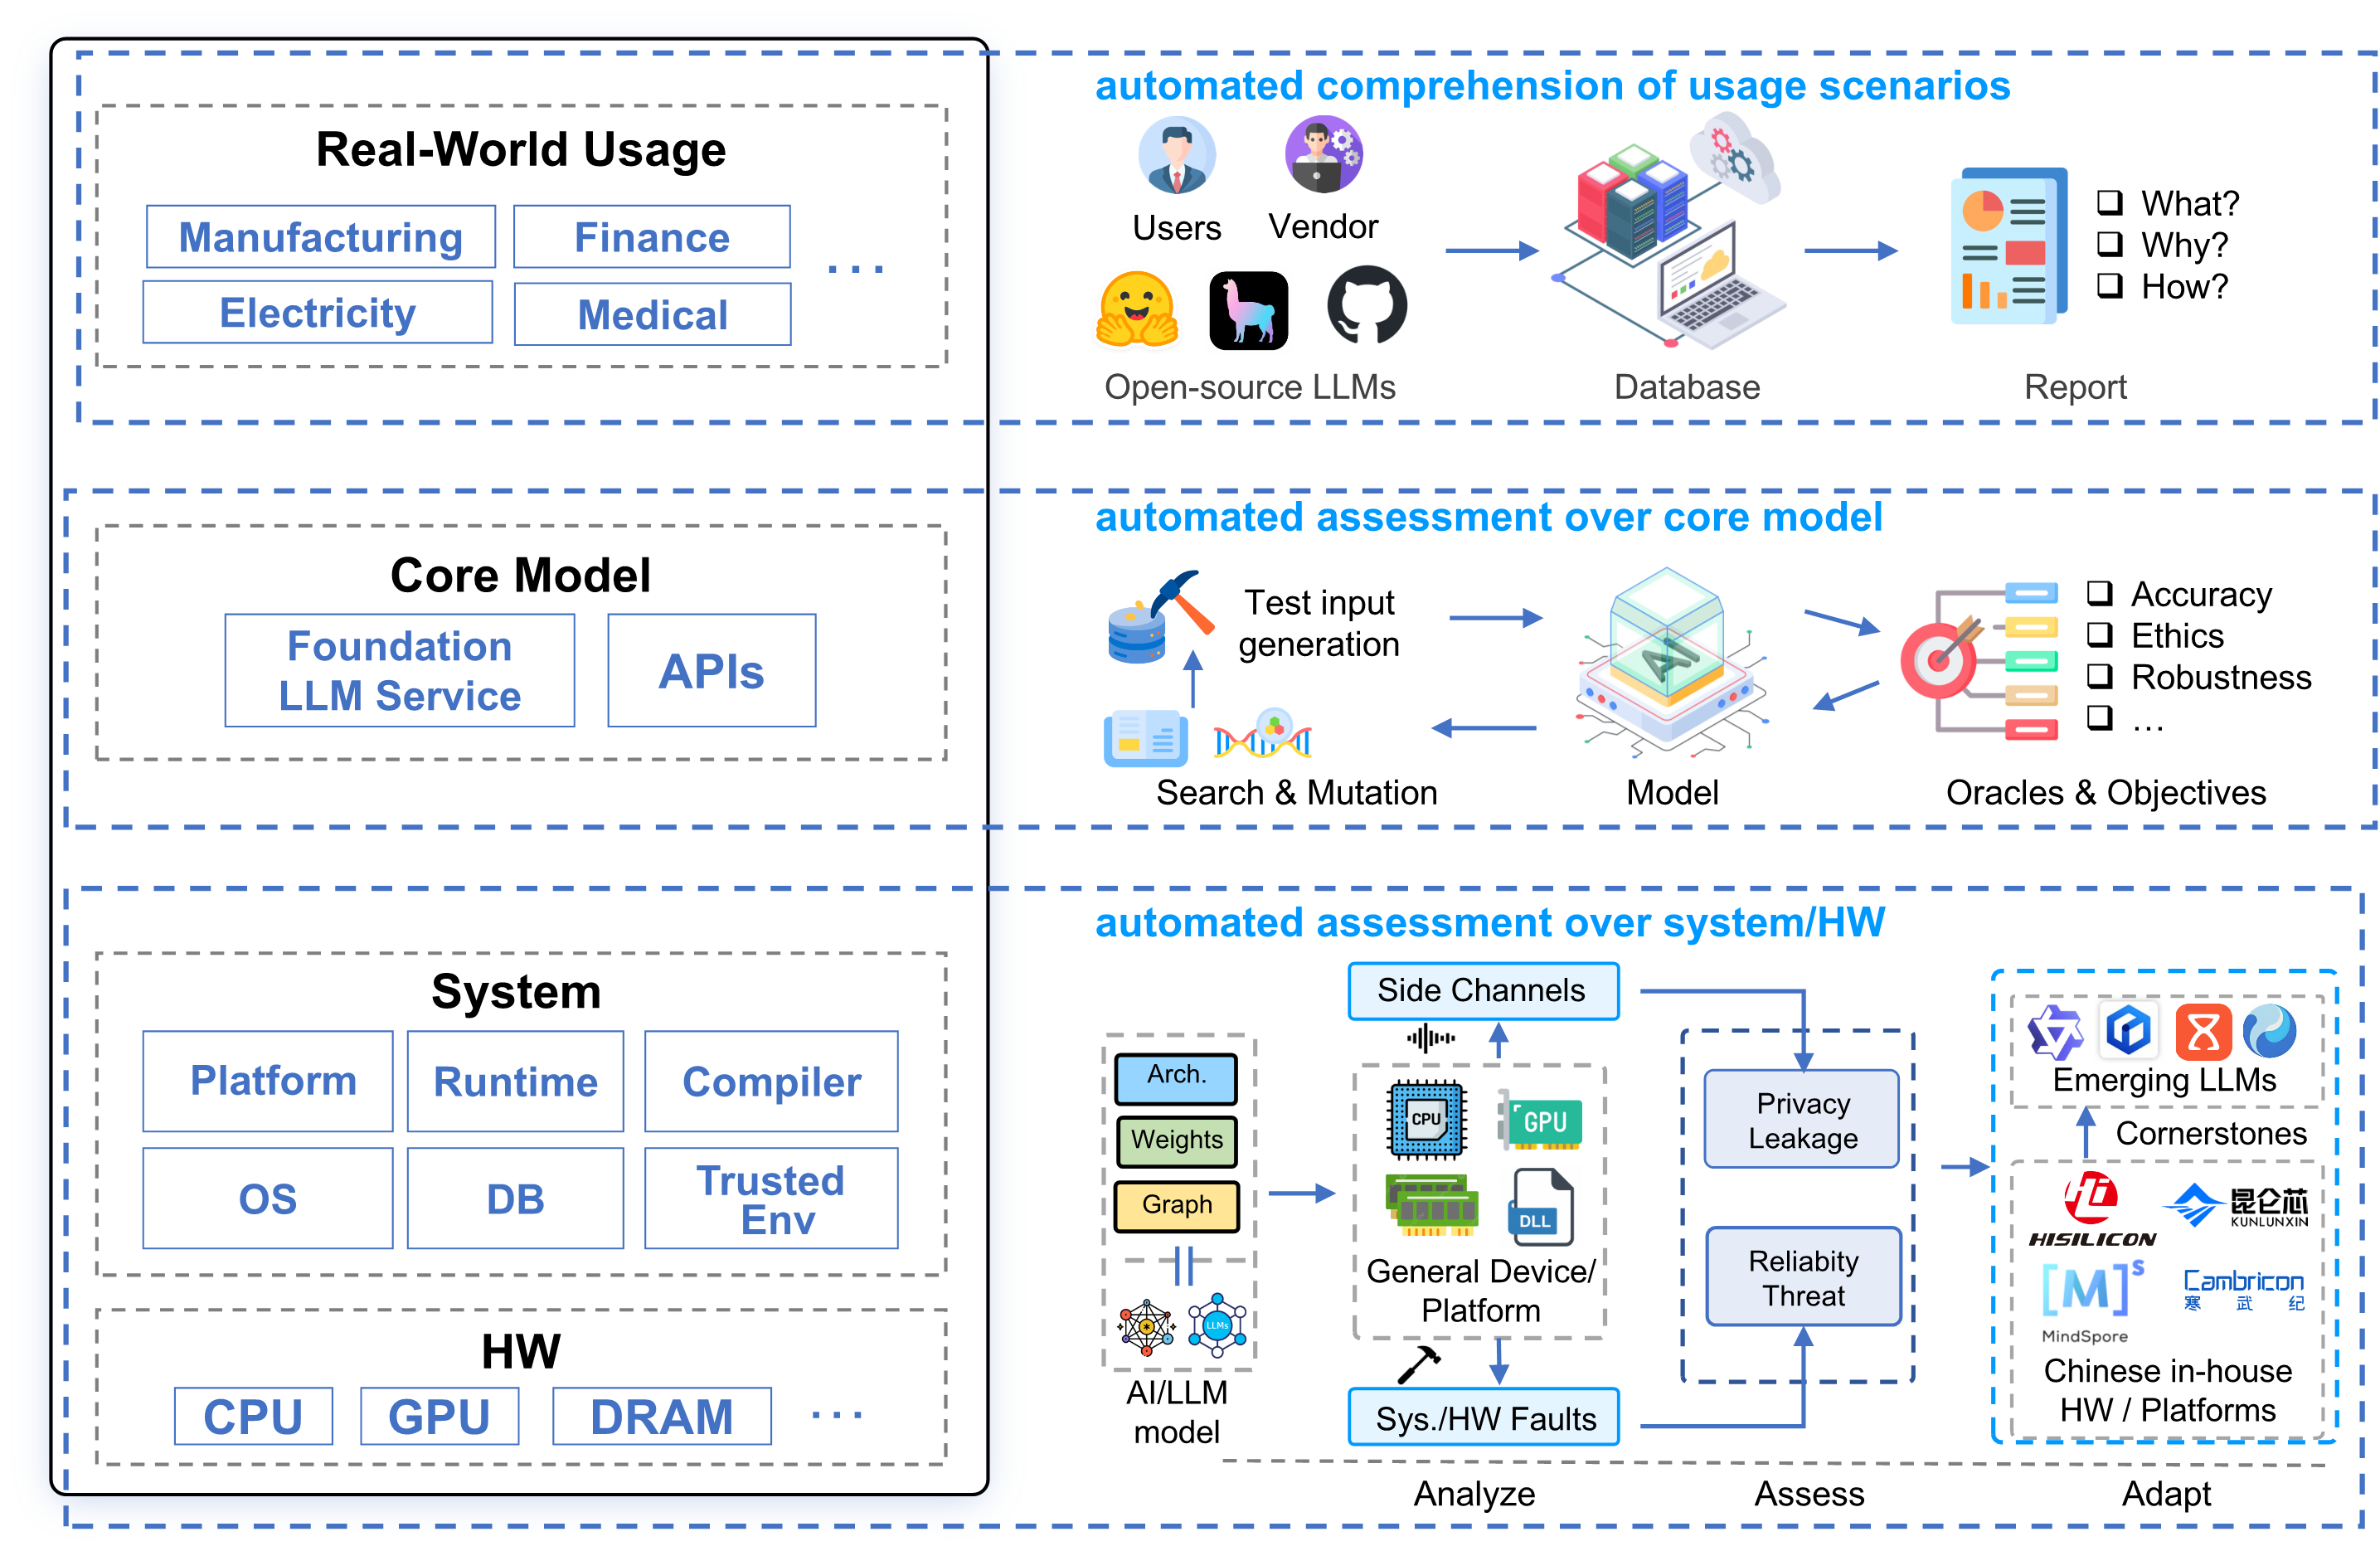 automated comprehension of usage scenarios
Real-World Usage
Manufacturing
Finance
Electricity
Medical
...
Users
Vendor
Open-source LLMs
Database
What?
Why?
How?
Report
automated assessment over core model
Core Model
Foundation
LLM Service
APIs
Test input
generation
AI
Accuracy
Ethics
Robustness
...
Search & Mutation
Model
Oracles & Objectives
automated assessment over system/HW
System
Platform
Runtime
Compiler
OS
DB
Trusted
Env
HW
CPU
GPU
DRAM
...
Arch.
Weights
Graph
LLMs
AI/LLM
model
Side Channels
CPU
GPU
DLL
General Device/
Platform
Sys./HW Faults
Privacy
Leakage
Reliabity
Threat
Emerging LLMs
Cornerstones
Hi
HISILICON
昆仑芯
KUNLUNXIN
[M]s
MindSpore
Cambricon
寒武纪
Chinese in-house
HW / Platforms
Analyze
Assess
Adapt